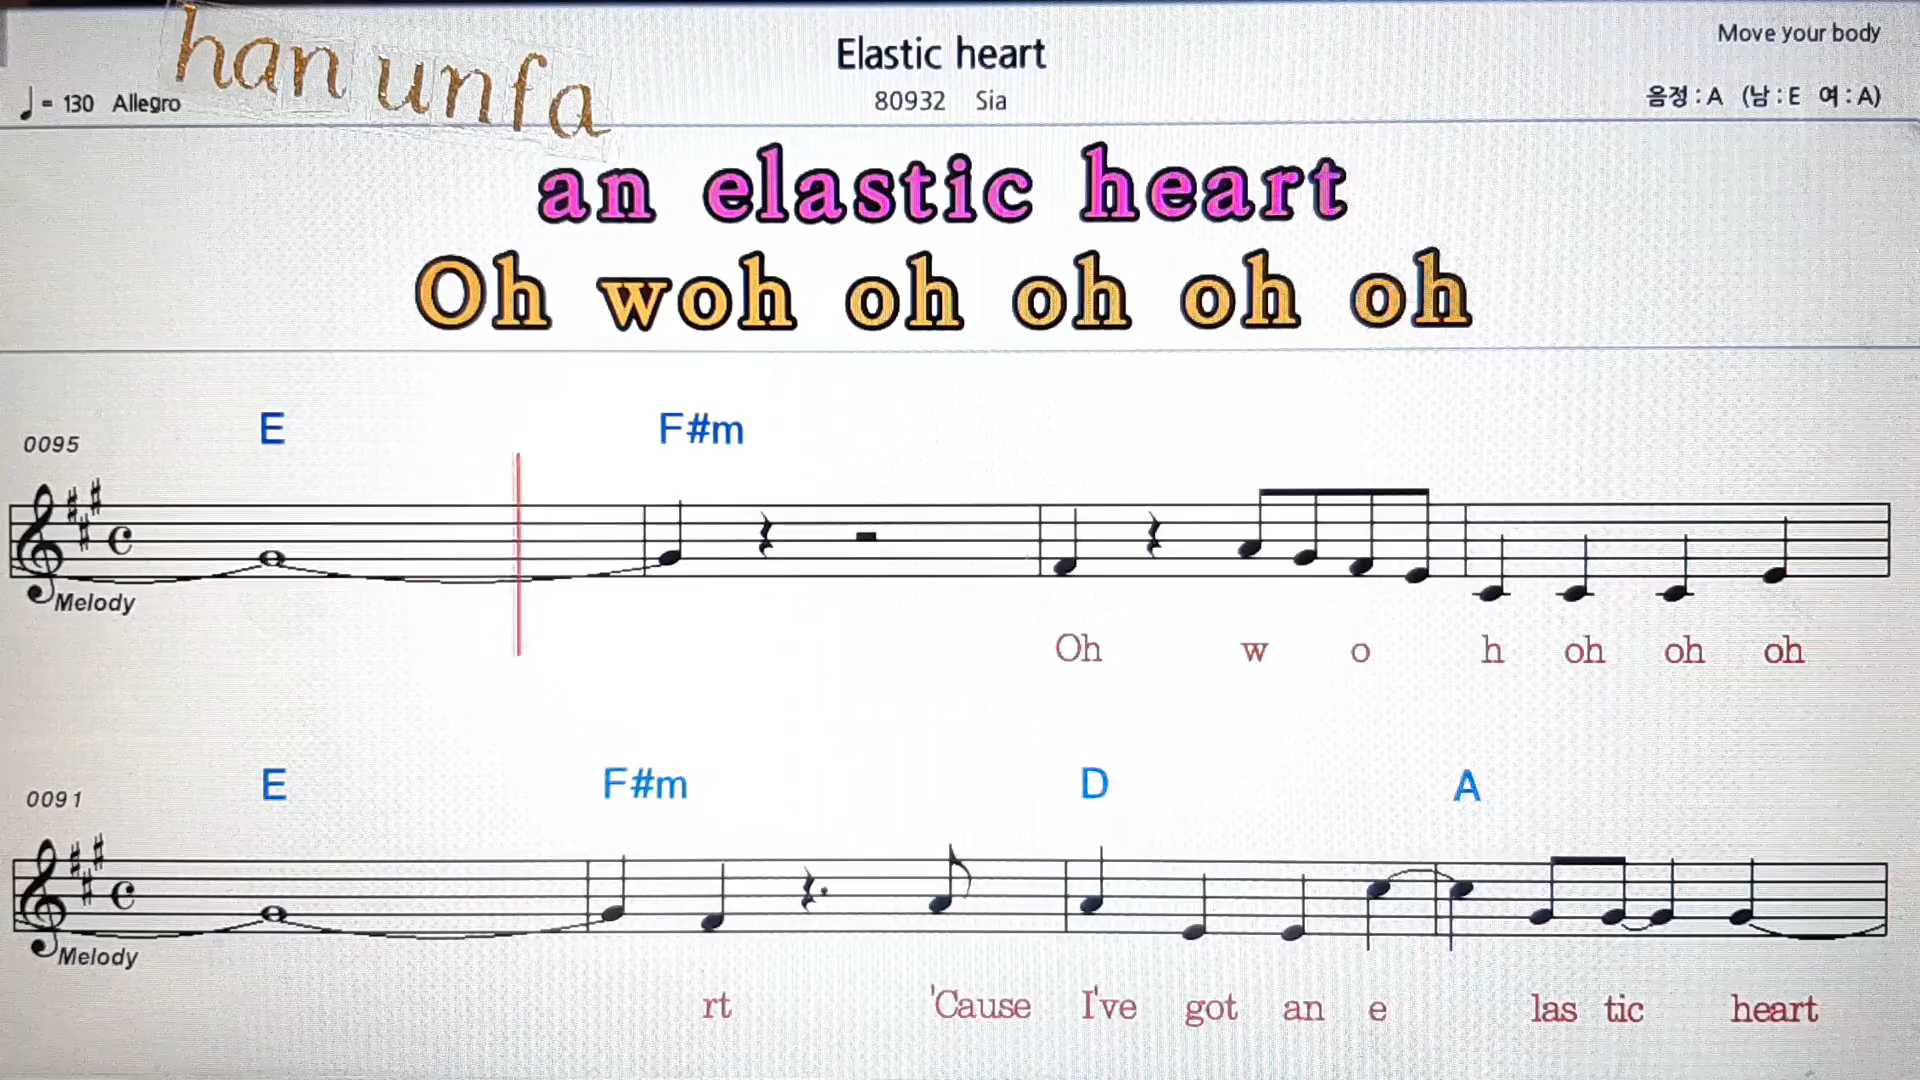 han unfa
Elastic heart
Move your body
♩ = 130 Allegro
80932 Sia
음정 : A (남 : E 여 : A)
an elastic heart
Oh woh oh oh oh oh
E F#m
0095
Melody
Oh w o h oh oh oh
E F#m D A
0091
Melody
rt 'Cause I've got an e las tic heart